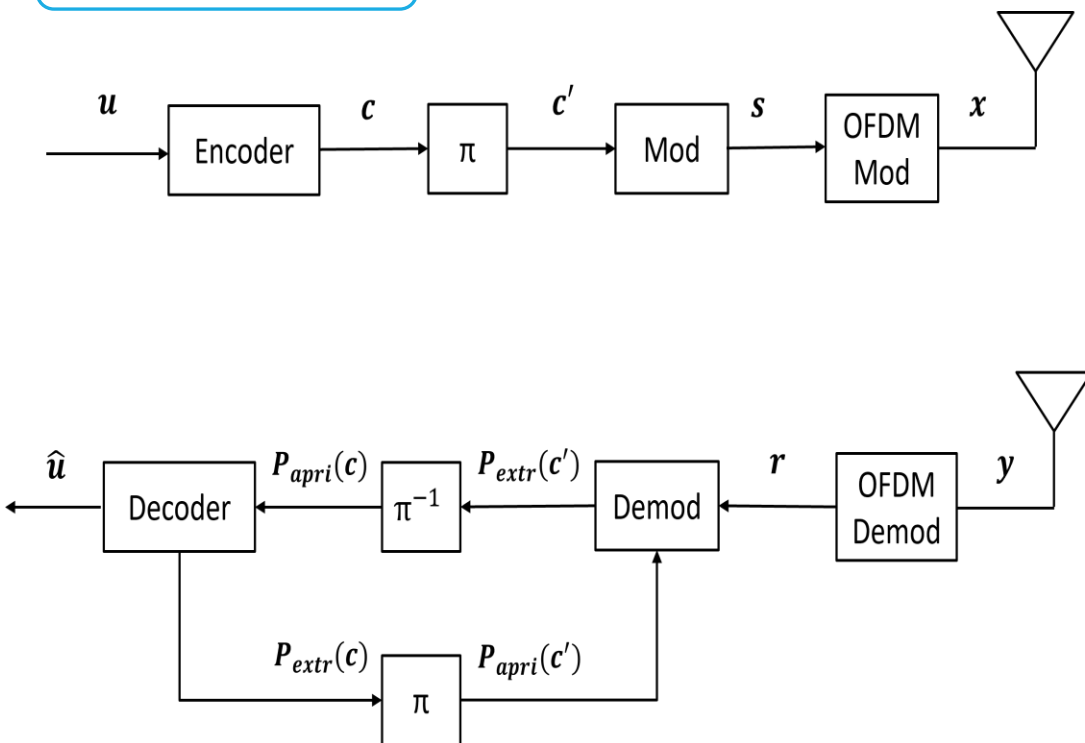 u
Encoder
c
π
c′
Mod
s
OFDM
Mod
x
û
Decoder
P_apri(c)
π⁻¹
P_extr(c′)
Demod
r
OFDM
Demod
y
P_extr(c)
π
P_apri(c′)